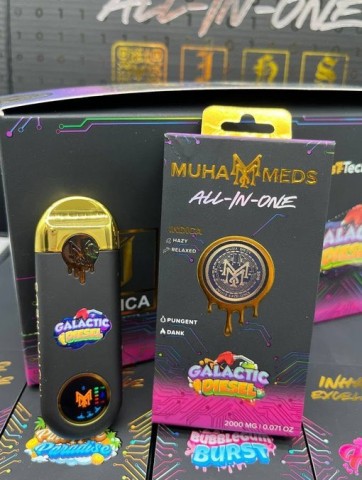 ALL-IN-ONE
MUHA MEDS
ALL-IN-ONE
INDICA
HAZY
RELAXED
PUNGENT
DANK
GALACTIC
DIESEL
2000 MG | 0.071 OZ
GALACTIC
DIESEL
Paradise
BUBBLEGUM
BURST